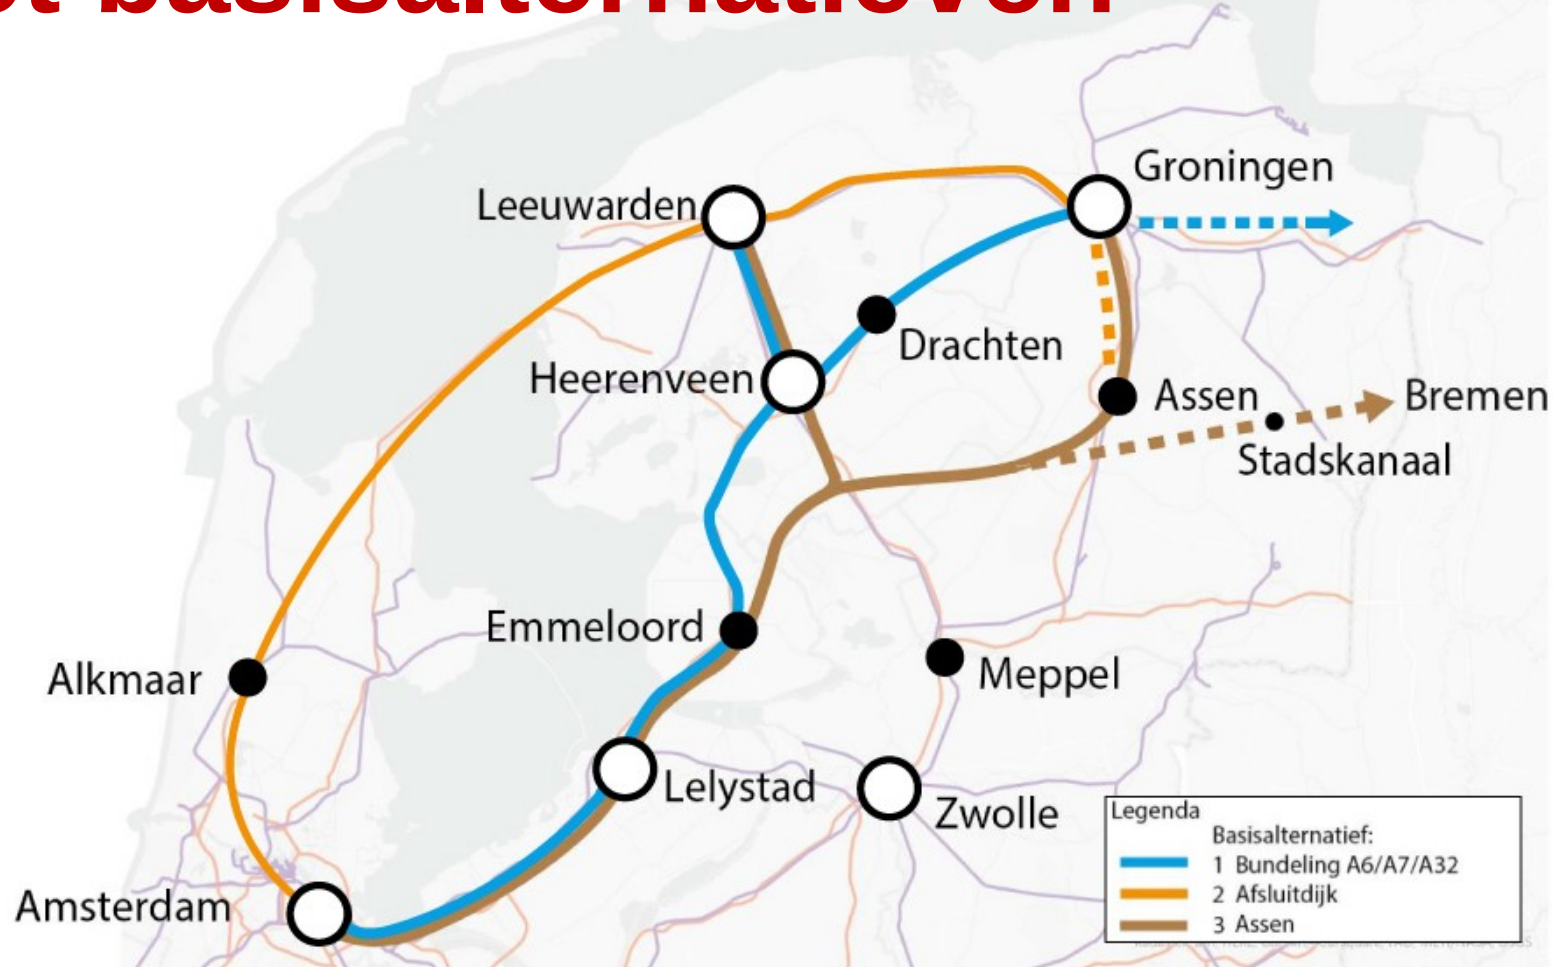 basisalternatieven
Groningen
Leeuwarden
Drachten
Heerenveen
Assen
Bremen
Stadskanaal
Emmeloord
Alkmaar
Meppel
Lelystad
Zwolle
Amsterdam
Legenda
Basisalternatief:
1 Bundeling A6/A7/A32
2 Afsluitdijk
3 Assen